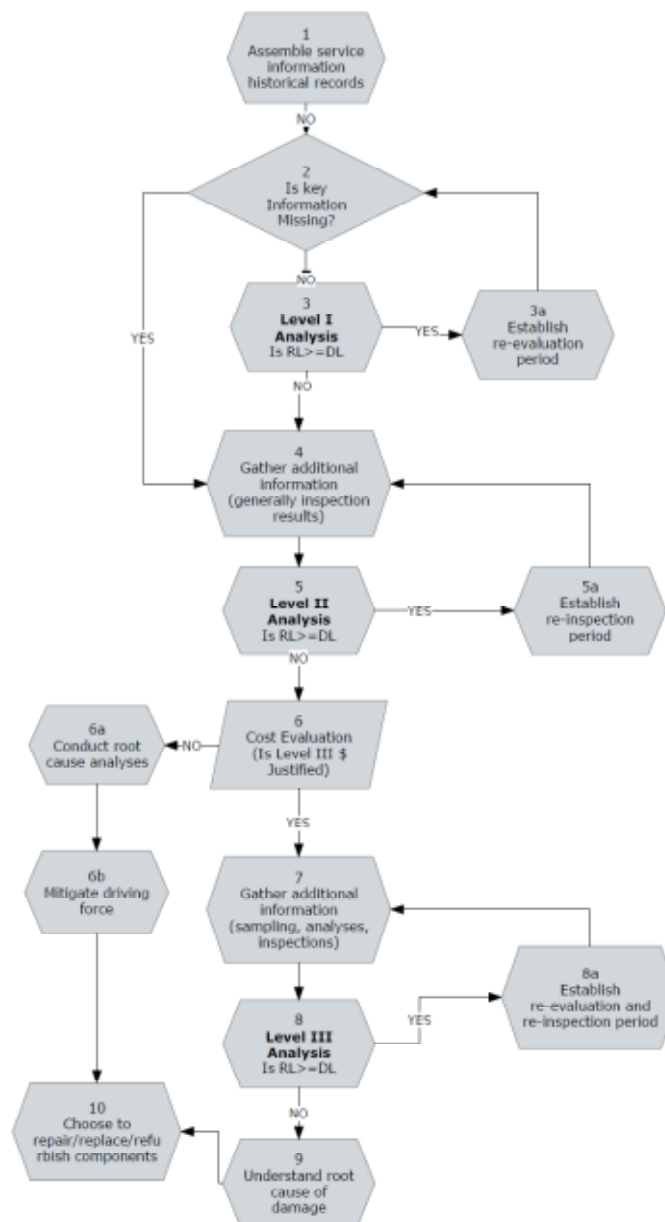 1
Assemble service
information
historical records
NO
2
Is key
Information
Missing?
NO
YES
3
Level I
Analysis
Is RL>=DL
YES
3a
Establish
re-evaluation
period
NO
4
Gather additional
information
(generally inspection
results)
5
Level II
Analysis
Is RL>=DL
YES
5a
Establish
re-inspection
period
NO
6
Cost Evaluation
(Is Level III $
Justified)
NO
6a
Conduct root
cause analyses
YES
6b
Mitigate driving
force
7
Gather additional
information
(sampling, analyses,
inspections)
8
Level III
Analysis
Is RL>=DL
YES
8a
Establish
re-evaluation and
re-inspection period
NO
9
Understand root
cause of
damage
10
Choose to
repair/replace/refu
rbish components